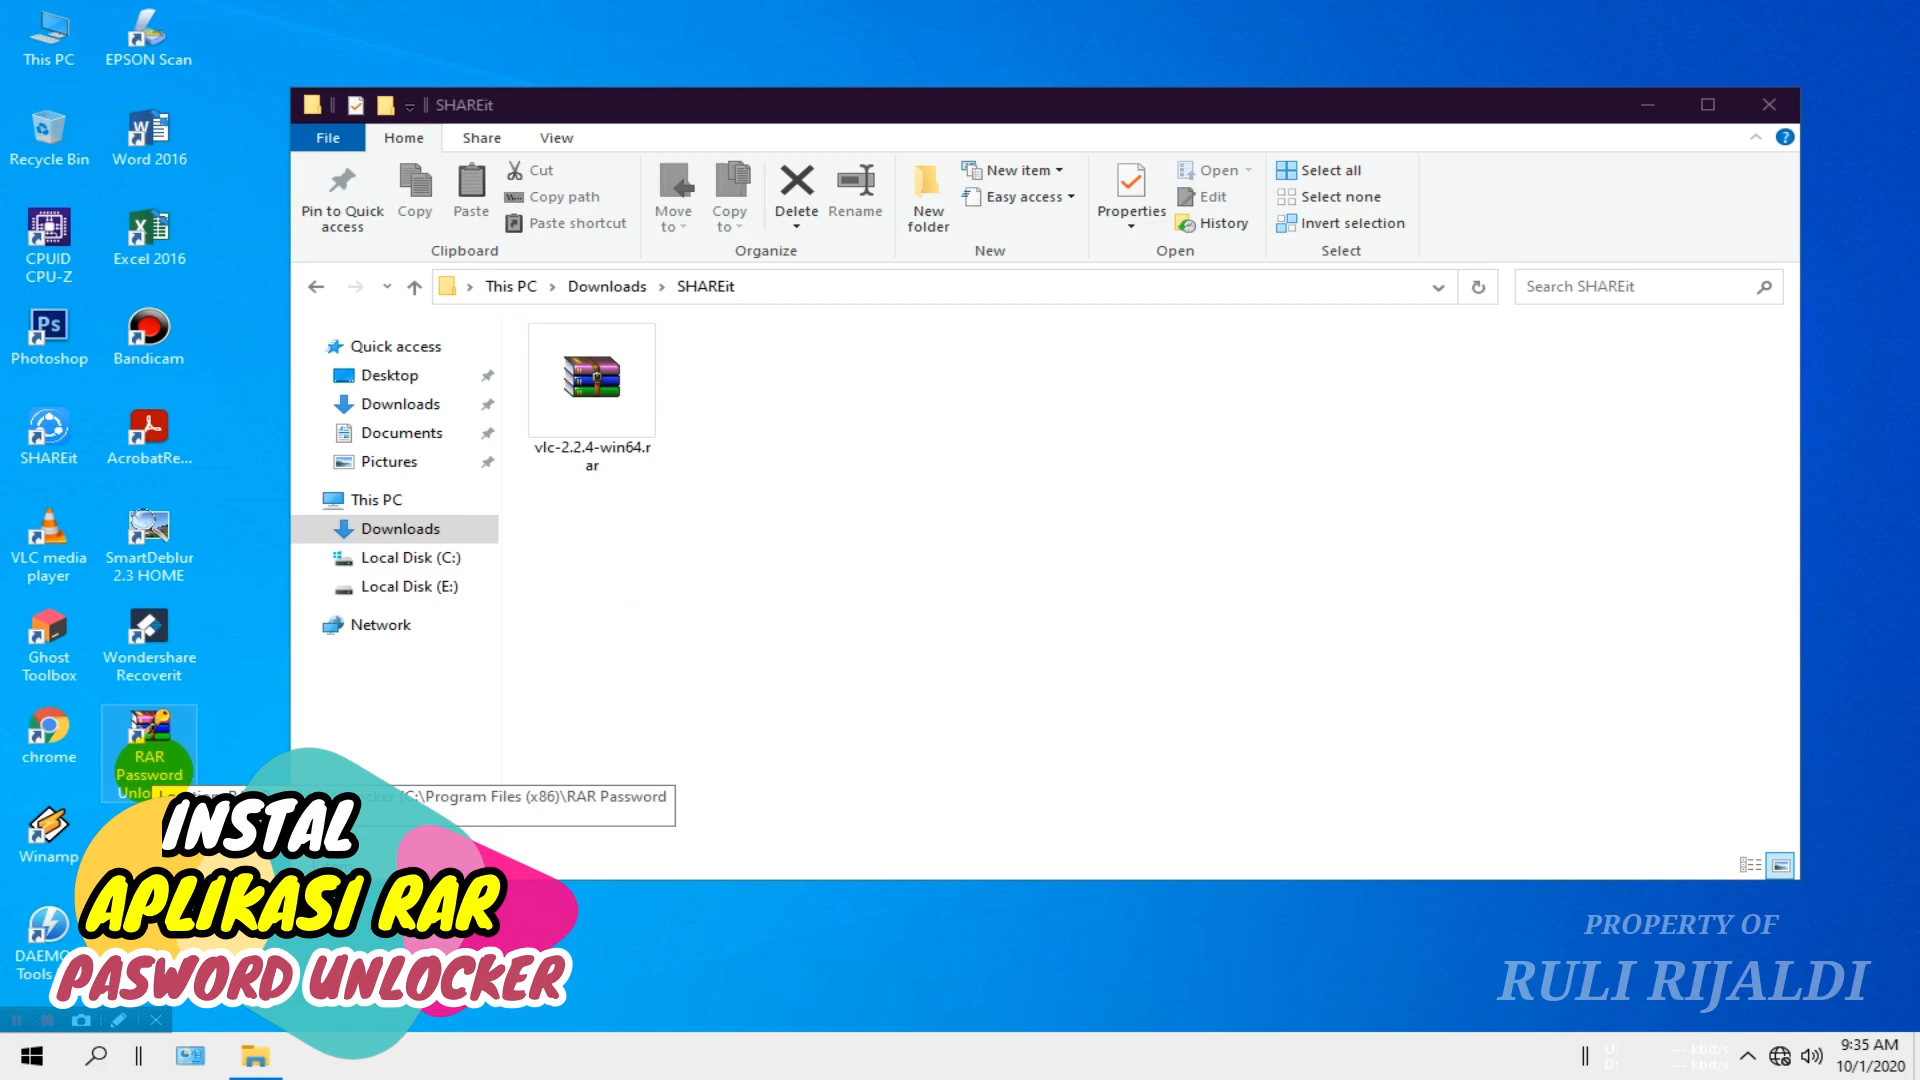 This PC
EPSON Scan
Recycle Bin
Word 2016
CPUID
CPU-Z
Excel 2016
Photoshop
Bandicam
SHAREit
AcrobatRe...
VLC media
player
SmartDeblur
2.3 HOME
Ghost
Toolbox
Wondershare
Recoverit
chrome
RAR
Password
Unlo
Winamp
DAEMO
Tools
SHAREit
File
Home
Share
View
Pin to Quick
access
Copy
Paste
Cut
Copy path
Paste shortcut
Clipboard
Move
to
Copy
to
Delete
Rename
Organize
New
folder
New item
Easy access
New
Properties
Open
Edit
History
Open
Select all
Select none
Invert selection
Select
This PC > Downloads > SHAREit
Search SHAREit
Quick access
Desktop
Downloads
Documents
Pictures
This PC
Downloads
Local Disk (C:)
Local Disk (E:)
Network
vlc-2.2.4-win64.r
ar
(C:\Program Files (x86)\RAR Password
INSTAL
APLIKASI RAR
PASWORD UNLOCKER
PROPERTY OF
RULI RIJALDI
U: --- kbit/s
D: --- kbit/s
9:35 AM
10/1/2020